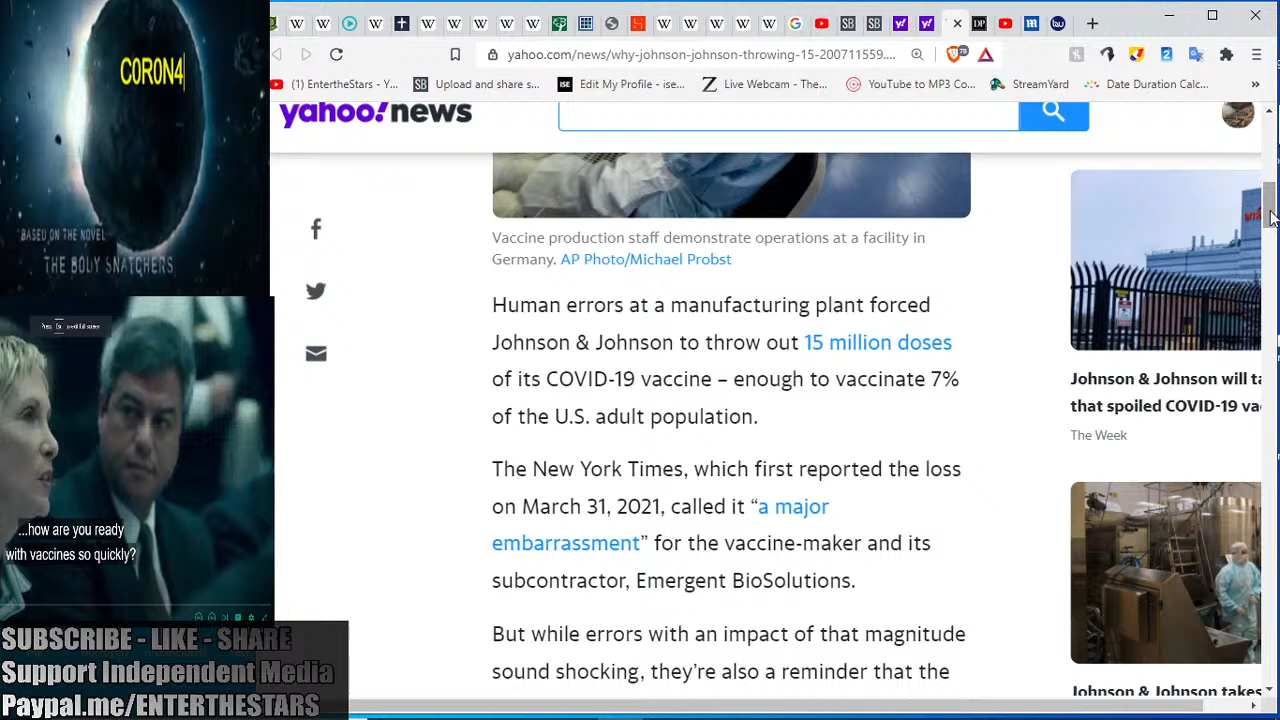 CORON4
"BASED ON THE NOVEL
THE BODY SNATCHERS
...how are you ready
with vaccines so quickly?
SUBSCRIBE - LIKE - SHARE
Support Independent Media
Paypal.me/ENTERTHESTARS
yahoo.com/news/why-johnson-johnson-throwing-15-200711559....
(1) EntertheStars - Y...
Upload and share s...
Edit My Profile - ise...
Live Webcam - The...
YouTube to MP3 Co...
StreamYard
Date Duration Calc...
yahoo!news
Vaccine production staff demonstrate operations at a facility in
Germany. AP Photo/Michael Probst
Human errors at a manufacturing plant forced
Johnson & Johnson to throw out 15 million doses
of its COVID-19 vaccine – enough to vaccinate 7%
of the U.S. adult population.
The New York Times, which first reported the loss
on March 31, 2021, called it “a major
embarrassment” for the vaccine-maker and its
subcontractor, Emergent BioSolutions.
But while errors with an impact of that magnitude
sound shocking, they’re also a reminder that the
Johnson & Johnson will ta
that spoiled COVID-19 va
The Week
Johnson & Johnson takes